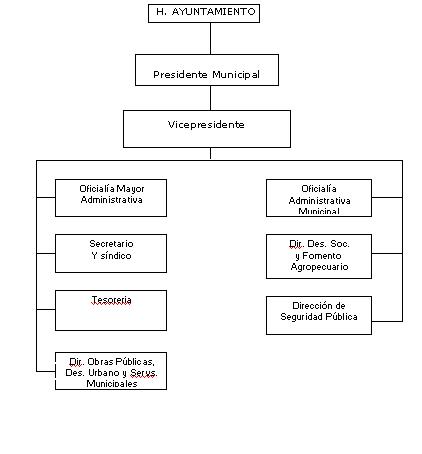 H. AYUNTAMIENTO
Presidente Municipal
Vicepresidente
Oficialía Mayor
Administrativa
Secretario
Y síndico
Tesoreria
Dir. Obras Públicas,
Des. Urbano y Servs.
Municipales
Oficialía
Administrativa
Municipal
Dir. Des. Soc.
y Fomento
Agropecuario
Dirección de
Seguridad Pública